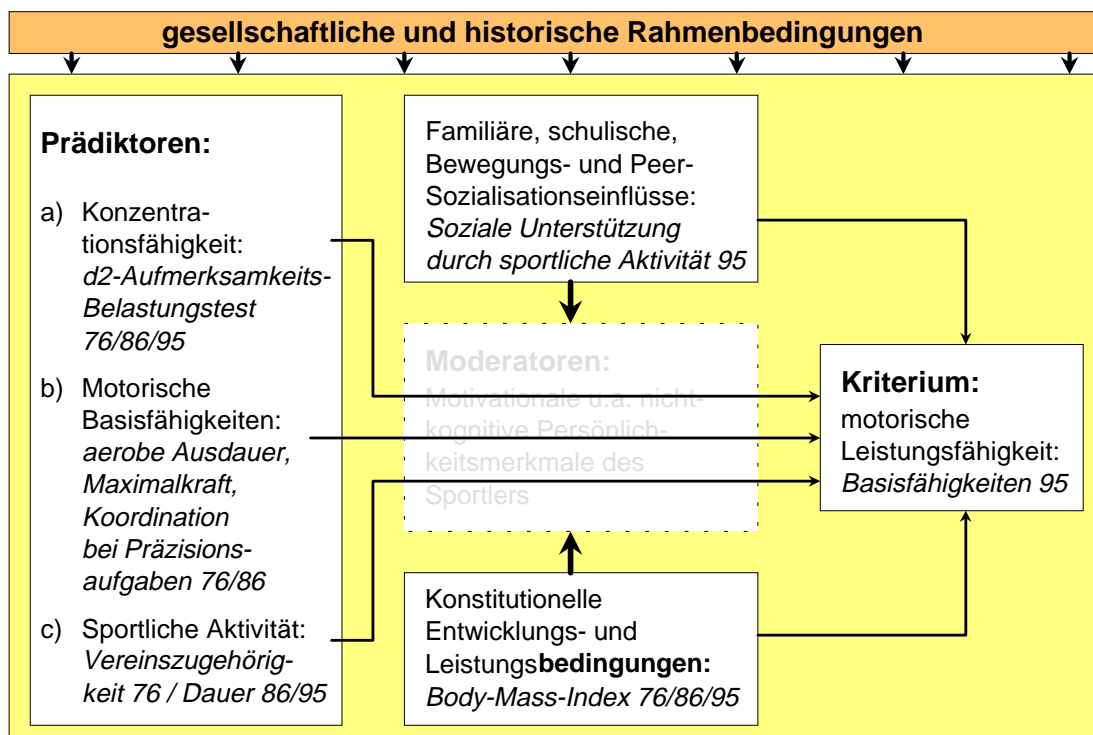 gesellschaftliche und historische Rahmenbedingungen
Prädiktoren:
a) Konzentra-
tionsfähigkeit:
d2-Aufmerksamkeits-
Belastungstest
76/86/95
b) Motorische
Basisfähigkeiten:
aerobe Ausdauer,
Maximalkraft,
Koordination
bei Präzisions-
aufgaben 76/86
c) Sportliche Aktivität:
Vereinszugehörig-
keit 76 / Dauer 86/95
Familiäre, schulische,
Bewegungs- und Peer-
Sozialisationseinflüsse:
Soziale Unterstützung
durch sportliche Aktivität 95
Moderatoren:
Motivationale u.a. nicht-
kognitive Persönlich-
keitsmerkmale des
Sportlers
Konstitutionelle
Entwicklungs- und
Leistungsbedingungen:
Body-Mass-Index 76/86/95
Kriterium:
motorische
Leistungsfähigkeit:
Basisfähigkeiten 95